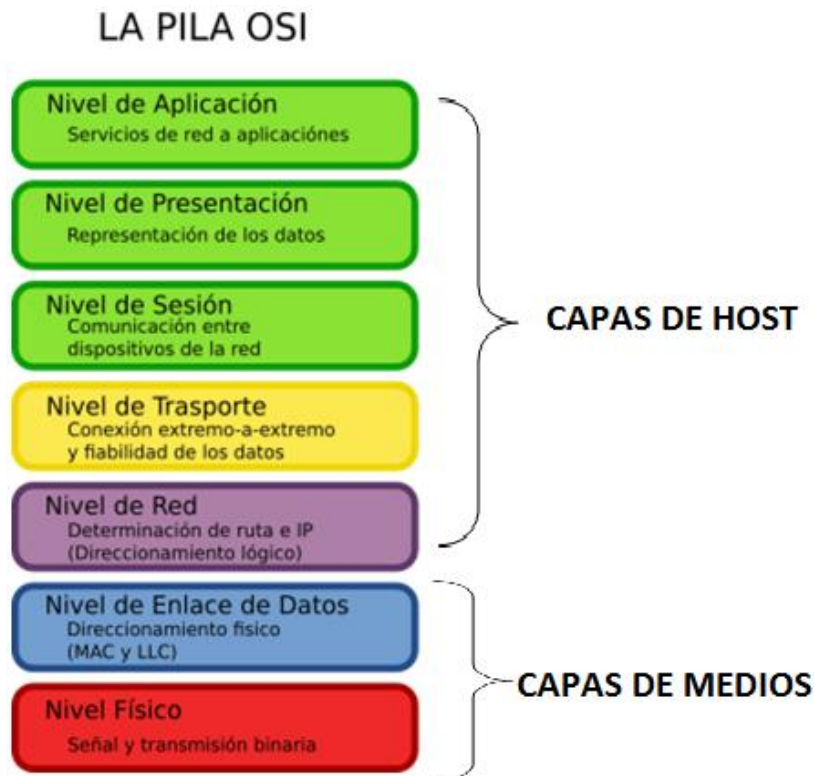 LA PILA OSI
Nivel de Aplicación
Servicios de red a aplicaciónes
Nivel de Presentación
Representación de los datos
Nivel de Sesión
Comunicación entre
dispositivos de la red
Nivel de Trasporte
Conexión extremo-a-extremo
y fiabilidad de los datos
Nivel de Red
Determinación de ruta e IP
(Direccionamiento lógico)
CAPAS DE HOST
Nivel de Enlace de Datos
Direccionamiento fisico
(MAC y LLC)
Nivel Físico
Señal y transmisión binaria
CAPAS DE MEDIOS